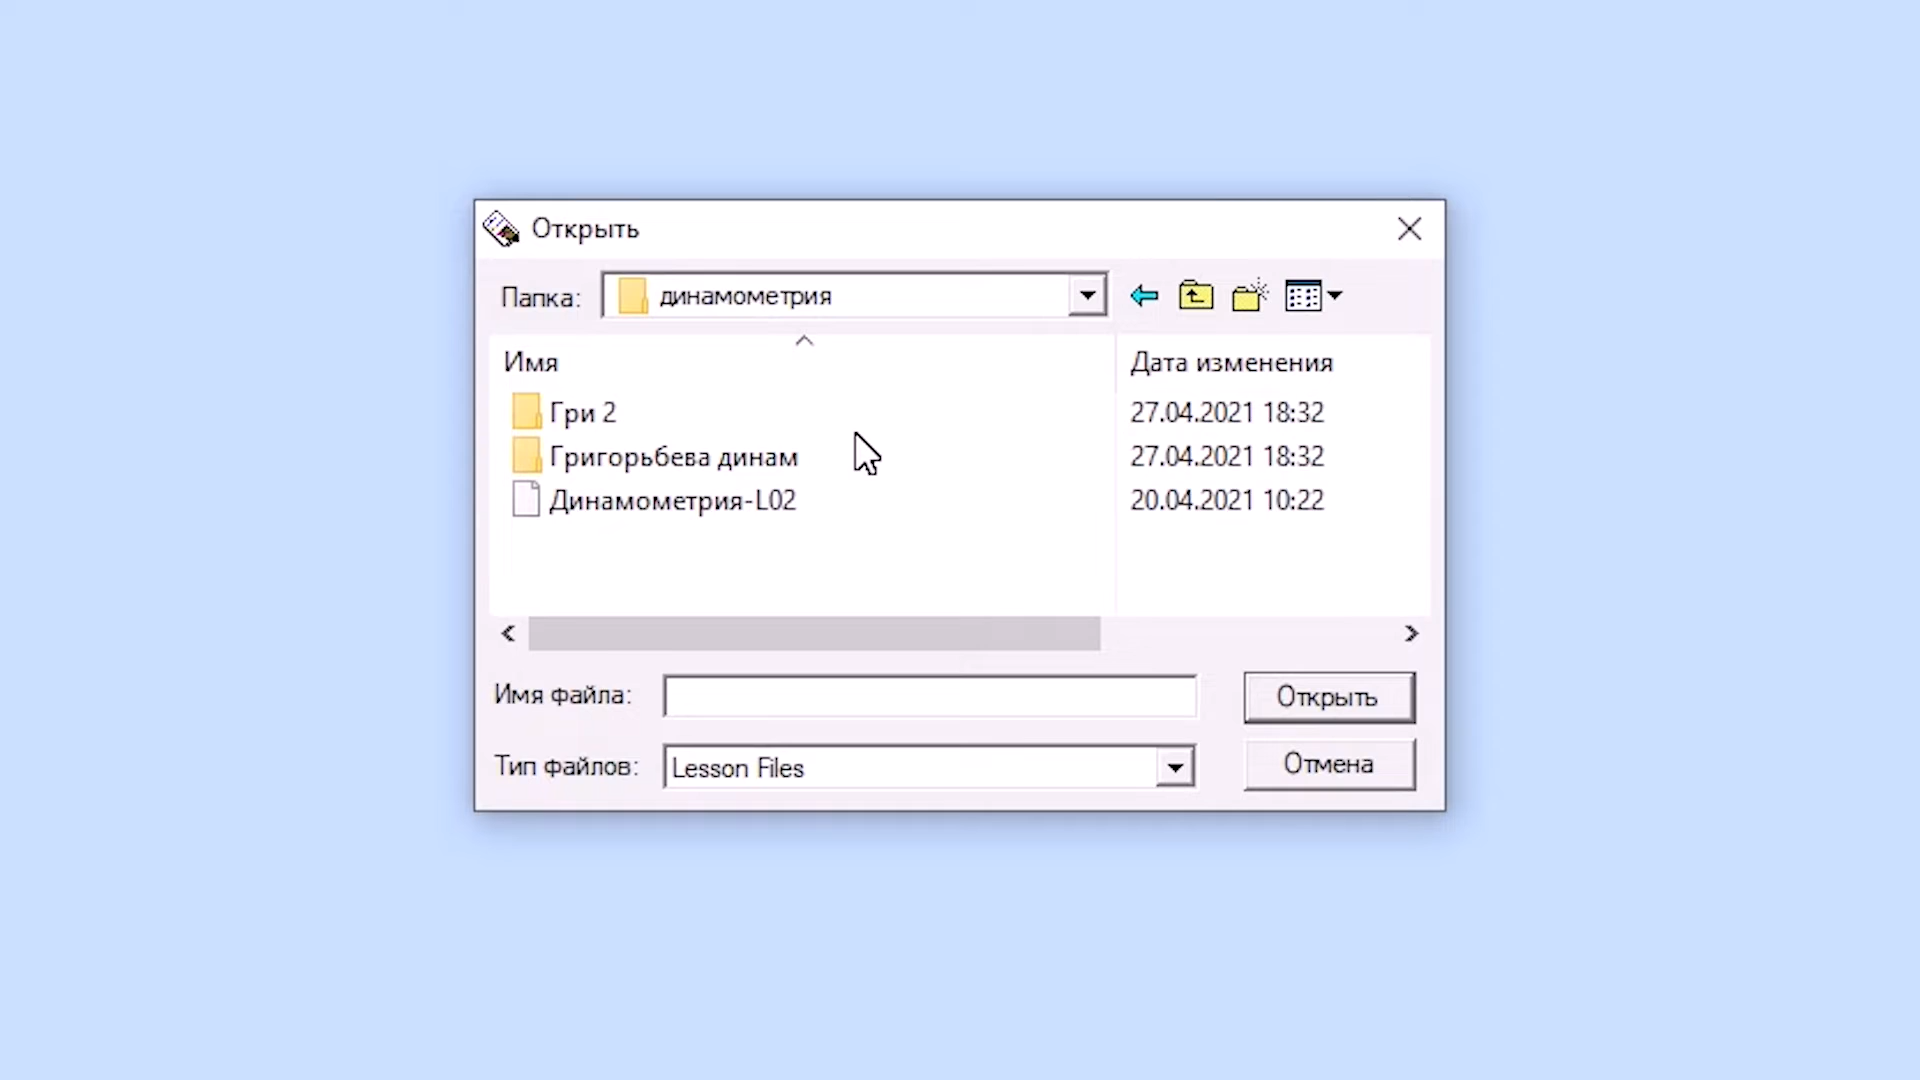 Открыть
Папка: динамометрия
Имя Дата изменения
Гри 2 27.04.2021 18:32
Григорьбева динам 27.04.2021 18:32
Динамометрия-L02 20.04.2021 10:22
Имя файла: Открыть
Тип файлов: Lesson Files Отмена